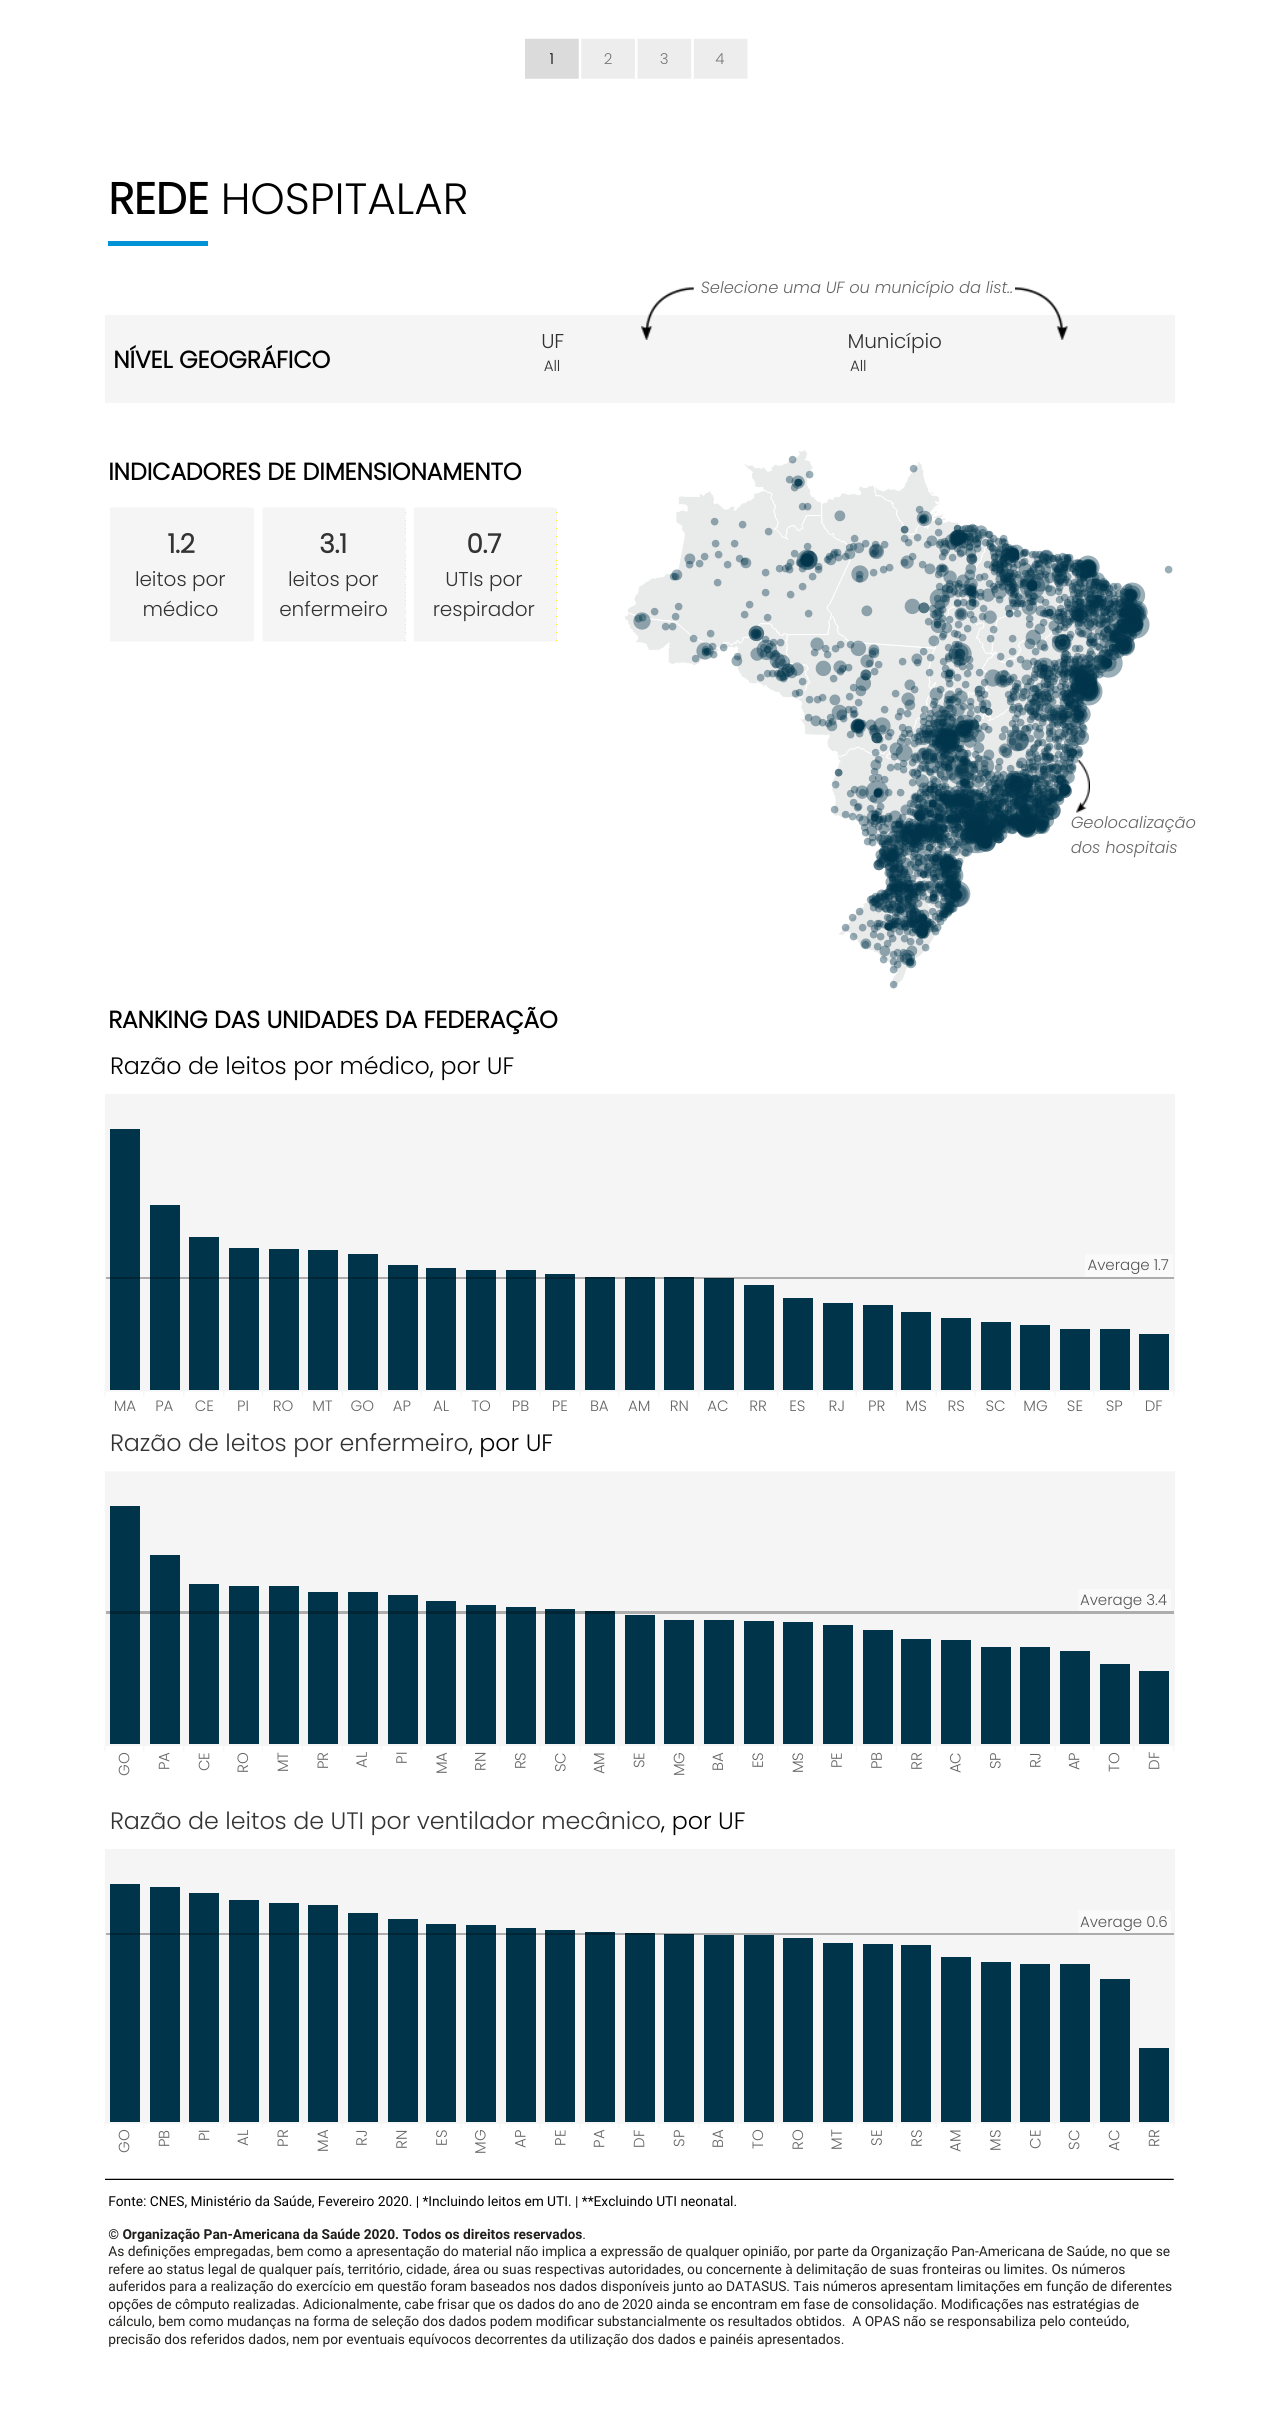 1 2 3 4
REDE HOSPITALAR
Selecione uma UF ou município da list..
NÍVEL GEOGRÁFICO
UF
All
Município
All
INDICADORES DE DIMENSIONAMENTO
1.2
leitos por
médico
3.1
leitos por
enfermeiro
0.7
UTIs por
respirador
Geolocalização
dos hospitais
RANKING DAS UNIDADES DA FEDERAÇÃO
Razão de leitos por médico, por UF
Average 1.7
MA PA CE PI RO MT GO AP AL TO PB PE BA AM RN AC RR ES RJ PR MS RS SC MG SE SP DF
Razão de leitos por enfermeiro, por UF
Average 3.4
GO PA CE RO MT PR AL PI MA RN RS SC AM SE MG BA ES MS PE PB RR AC SP RJ AP TO DF
Razão de leitos de UTI por ventilador mecânico, por UF
Average 0.6
GO PB PI AL PR MA RJ RN ES MG AP PE PA DF SP BA TO RO MT SE RS AM MS CE SC AC RR
Fonte: CNES, Ministério da Saúde, Fevereiro 2020. | *Incluindo leitos em UTI. | **Excluindo UTI neonatal.
© Organização Pan-Americana da Saúde 2020. Todos os direitos reservados.
As definições empregadas, bem como a apresentação do material não implica a expressão de qualquer opinião, por parte da Organização Pan-Americana de Saúde, no que se
refere ao status legal de qualquer país, território, cidade, área ou suas respectivas autoridades, ou concernente à delimitação de suas fronteiras ou limites. Os números
auferidos para a realização do exercício em questão foram baseados nos dados disponíveis junto ao DATASUS. Tais números apresentam limitações em função de diferentes
opções de cômputo realizadas. Adicionalmente, cabe frisar que os dados do ano de 2020 ainda se encontram em fase de consolidação. Modificações nas estratégias de
cálculo, bem como mudanças na forma de seleção dos dados podem modificar substancialmente os resultados obtidos.  A OPAS não se responsabiliza pelo conteúdo,
precisão dos referidos dados, nem por eventuais equívocos decorrentes da utilização dos dados e painéis apresentados.